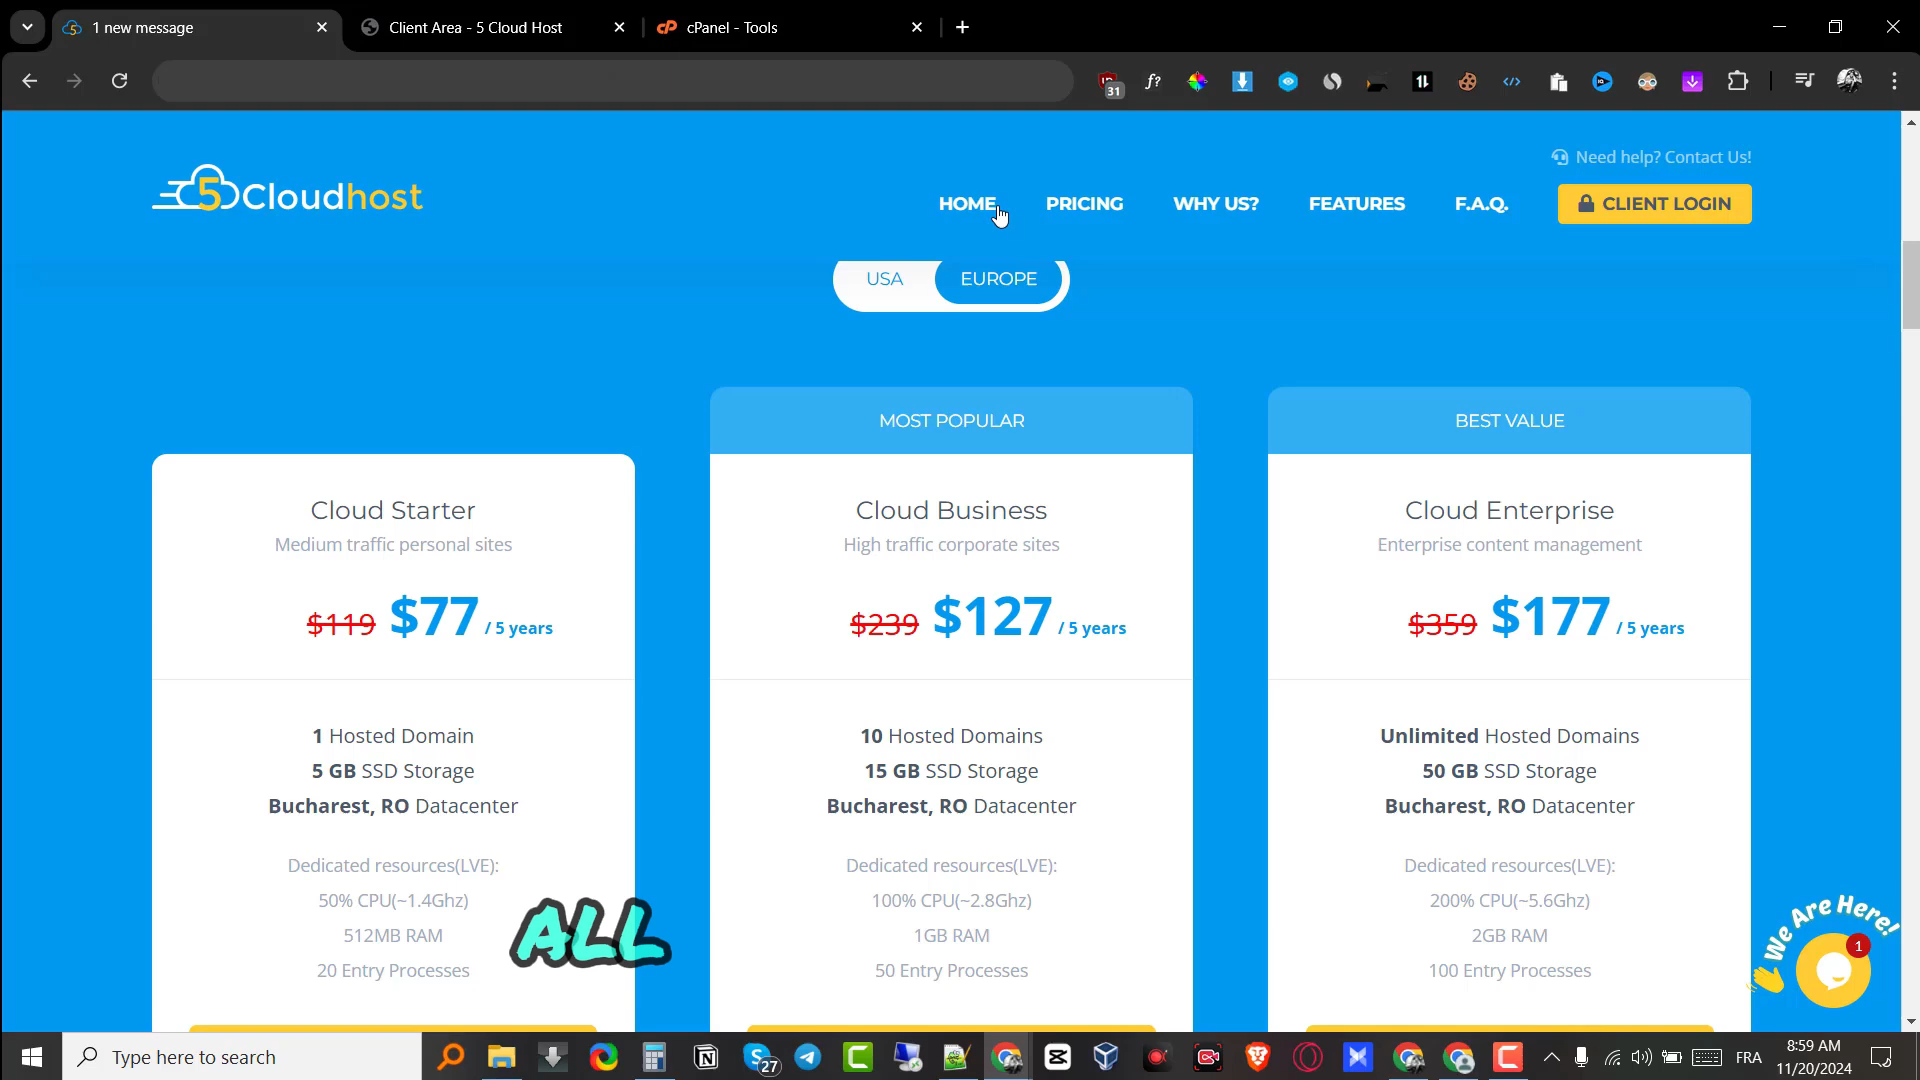 1 new message
Client Area - 5 Cloud Host
cP
cPanel - Tools
31
f?
5Cloudhost
HOME
PRICING
WHY US?
FEATURES
F.A.Q.
Need help? Contact Us!
CLIENT LOGIN
USA
EUROPE
MOST POPULAR
BEST VALUE
Cloud Starter
Medium traffic personal sites
$119 $77 / 5 years
1 Hosted Domain
5 GB SSD Storage
Bucharest, RO Datacenter
Dedicated resources(LVE):
50% CPU(~1.4Ghz)
512MB RAM
20 Entry Processes
Cloud Business
High traffic corporate sites
$239 $127 / 5 years
10 Hosted Domains
15 GB SSD Storage
Bucharest, RO Datacenter
Dedicated resources(LVE):
100% CPU(~2.8Ghz)
1GB RAM
50 Entry Processes
Cloud Enterprise
Enterprise content management
$359 $177 / 5 years
Unlimited Hosted Domains
50 GB SSD Storage
Bucharest, RO Datacenter
Dedicated resources(LVE):
200% CPU(~5.6Ghz)
2GB RAM
100 Entry Processes
ALL
We Are Here!
1
Type here to search
27
FRA
8:59 AM
11/20/2024